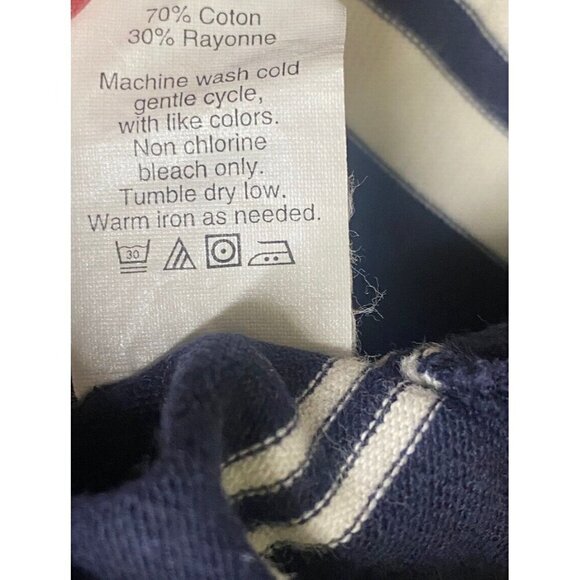 70% Coton
30% Rayonne
Machine wash cold
gentle cycle,
with like colors.
Non chlorine
bleach only.
Tumble dry low.
Warm iron as needed.
30